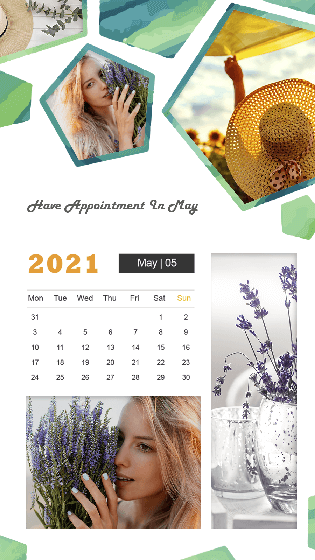 Have Appointment In May
2021 May | 05
Mon Tue Wed Thu Fri Sat Sun
31 1 2
3 4 5 6 7 8 9
10 11 12 13 14 15 16
17 18 19 20 21 22 23
24 25 26 27 28 29 30